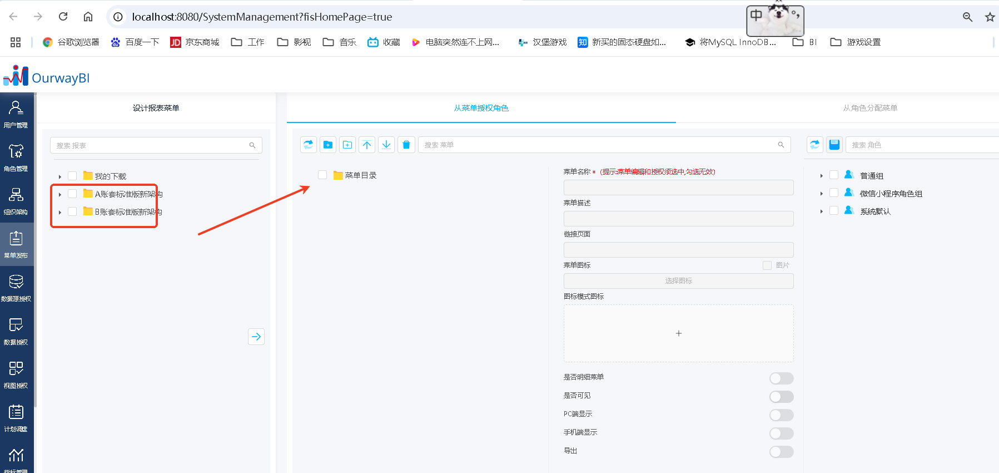 localhost:8080/SystemManagement?fisHomePage=true
中
谷歌浏览器
百度一下
JD 京东商城
工作
影视
音乐
收藏
电脑突然连不上网...
汉堡游戏
知 新买的固态硬盘如...
将MySQL InnoDB...
BI
游戏设置
OurwayBI
用户管理
角色管理
组织架构
菜单发布
数据源授权
数据授权
视图授权
计划调度
指标管理
设计报表菜单
搜索 报表
我的下载
A账套标准版新架构
B账套标准版新架构
从菜单授权角色
从角色分配菜单
搜索 菜单
菜单目录
菜单名称 * (提示:菜单编辑和授权须选中,勾选无效)
菜单描述
链接页面
菜单图标
图片
选择图标
图标模式图标
+
是否明细菜单
是否可见
PC端显示
手机端显示
导出
搜索 角色
普通组
微信小程序角色组
系统默认